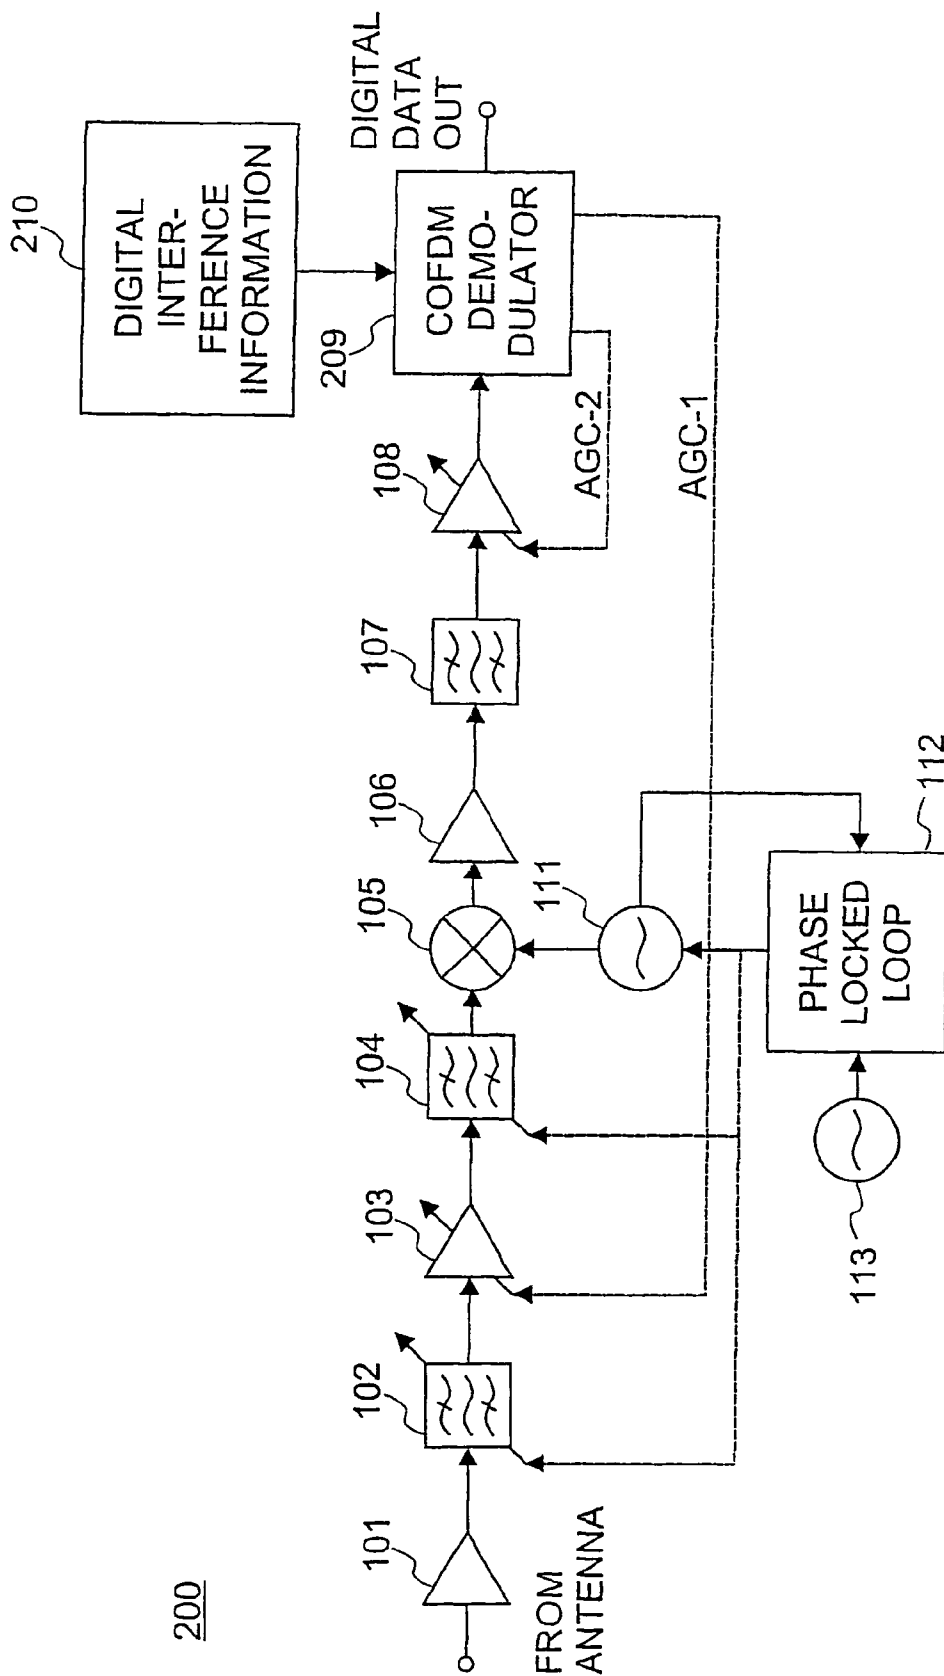 200
FROM
ANTENNA
101
102
103
104
105
106
107
108
209
COFDM
DEMO-
DULATOR
210
DIGITAL
INTER-
FERENCE
INFORMATION
DIGITAL
DATA
OUT
AGC-2
AGC-1
111
PHASE
LOCKED
LOOP
112
113